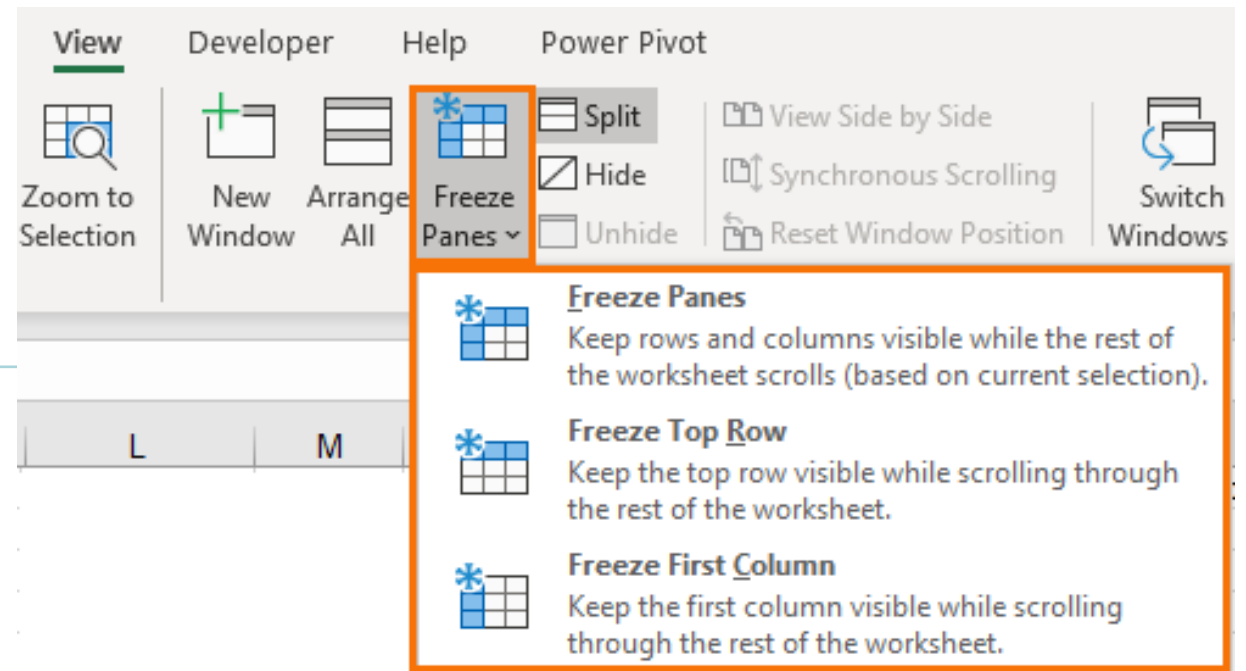 View Developer Help Power Pivot
Zoom to
Selection
New
Window
Arrange
All
Freeze
Panes
Split
Hide
Unhide
View Side by Side
Synchronous Scrolling
Reset Window Position
Switch
Windows
Freeze Panes
Keep rows and columns visible while the rest of
the worksheet scrolls (based on current selection).
L M
Freeze Top Row
Keep the top row visible while scrolling through
the rest of the worksheet.
Freeze First Column
Keep the first column visible while scrolling
through the rest of the worksheet.